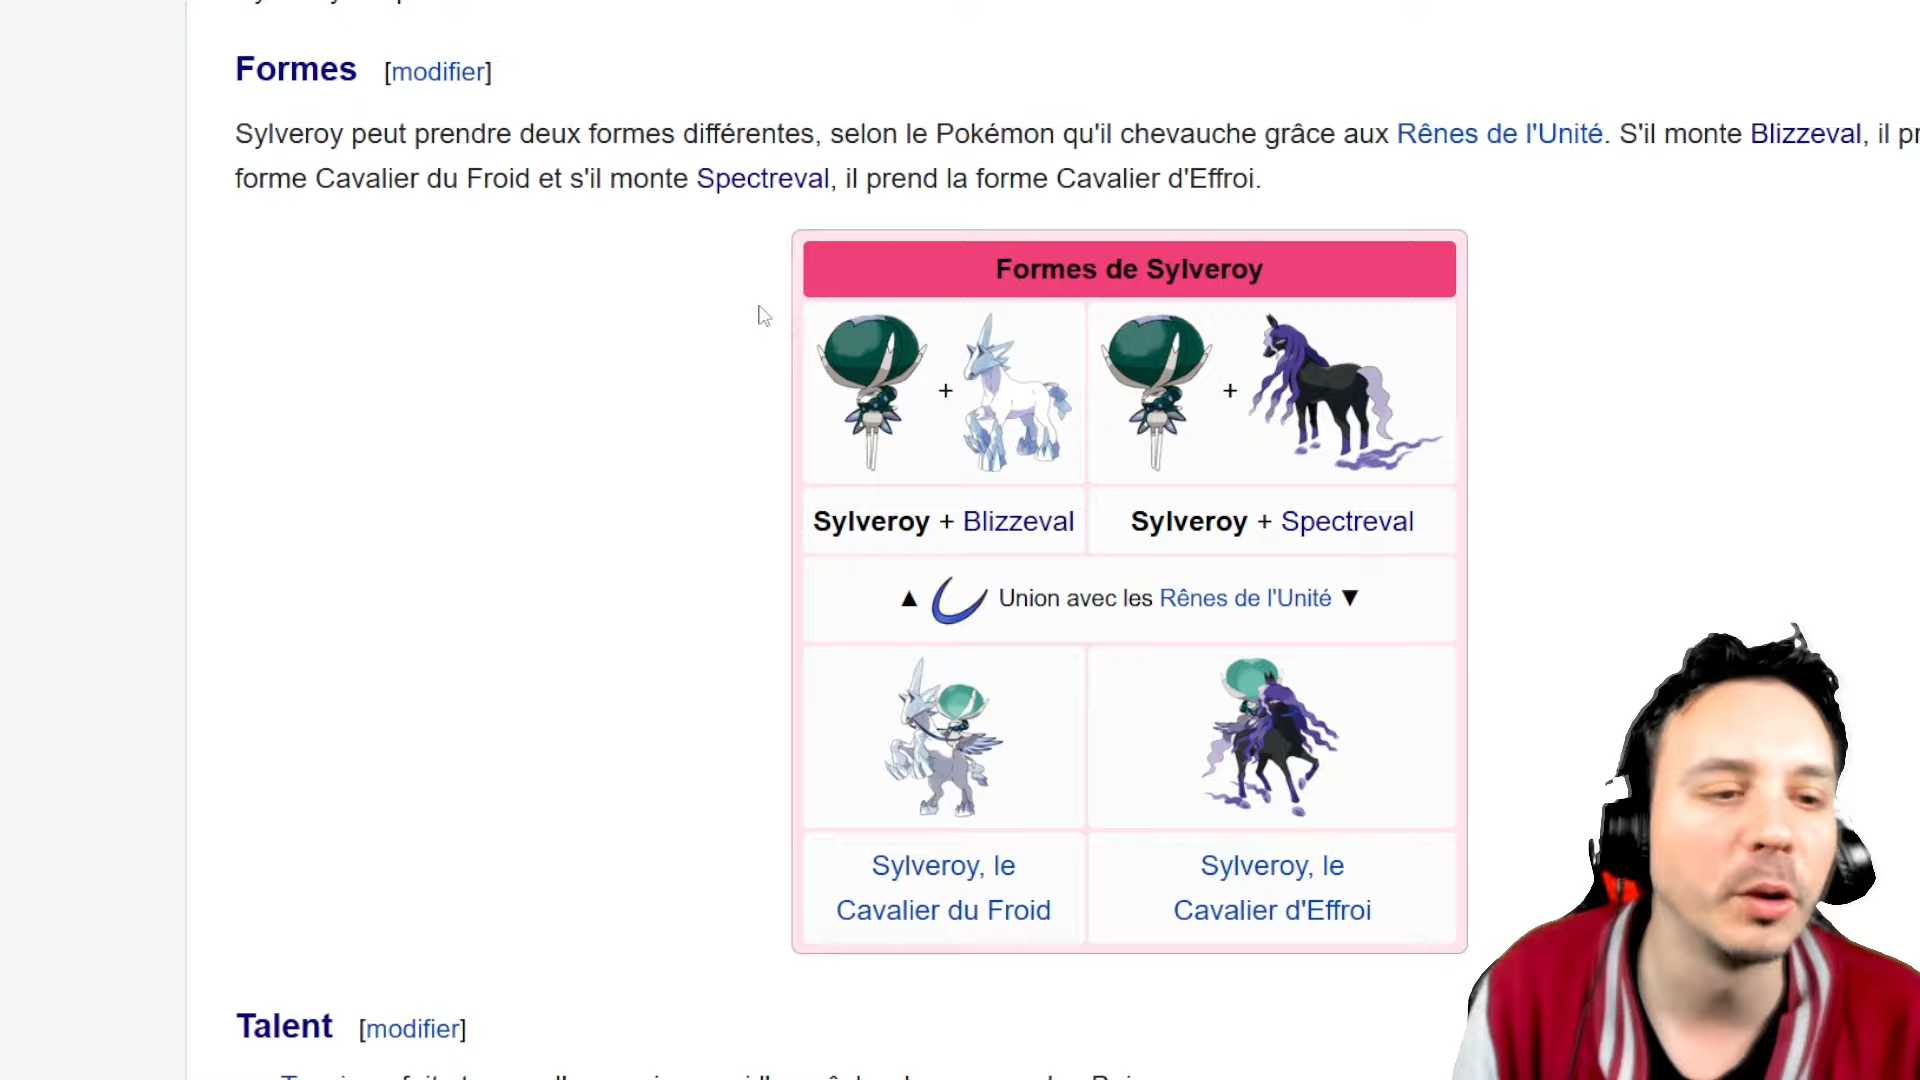 Formes [modifier]
Sylveroy peut prendre deux formes différentes, selon le Pokémon qu'il chevauche grâce aux Rênes de l'Unité. S'il monte Blizzeval, il
forme Cavalier du Froid et s'il monte Spectreval, il prend la forme Cavalier d'Effroi.
Formes de Sylveroy
+ +
Sylveroy + Blizzeval Sylveroy + Spectreval
▲ Union avec les Rênes de l'Unité ▼
Sylveroy, le Sylveroy, le
Cavalier du Froid Cavalier d'Effroi
Talent [modifier]